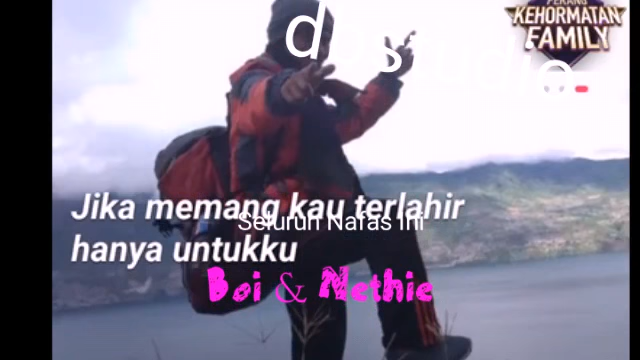 PERANG
KEHORMATAN
FAMILY
Jika memang kau terlahir
hanya untukku
Seluruh Nafas Ini
Boi & Nethie